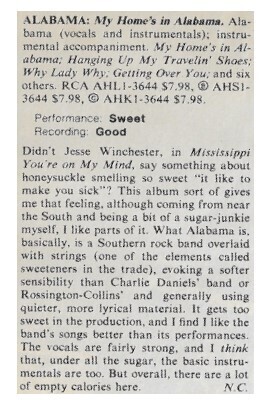 ALABAMA: My Home's in Alabama. Ala-
bama (vocals and instrumentals); instru-
mental accompaniment. My Home's in Al-
abama; Hanging Up My Travelin' Shoes;
Why Lady Why; Getting Over You; and six
others. RCA AHL1-3644 $7.98, ⑧ AHS1-
3644 $7.98, © AHK1-3644 $7.98.
Performance: Sweet
Recording: Good
Didn't Jesse Winchester, in Mississippi
You're on My Mind, say something about
honeysuckle smelling so sweet "it like to
make you sick"? This album sort of gives
me that feeling, although coming from near
the South and being a bit of a sugar-junkie
myself, I like parts of it. What Alabama is,
basically, is a Southern rock band overlaid
with strings (one of the elements called
sweeteners in the trade), evoking a softer
sensibility than Charlie Daniels' band or
Rossington-Collins' and generally using
quieter, more lyrical material. It gets too
sweet in the production, and I find I like the
band's songs better than its performances.
The vocals are fairly strong, and I think
that, under all the sugar, the basic instru-
mentals are too. But overall, there are a lot
of empty calories here. N.C.